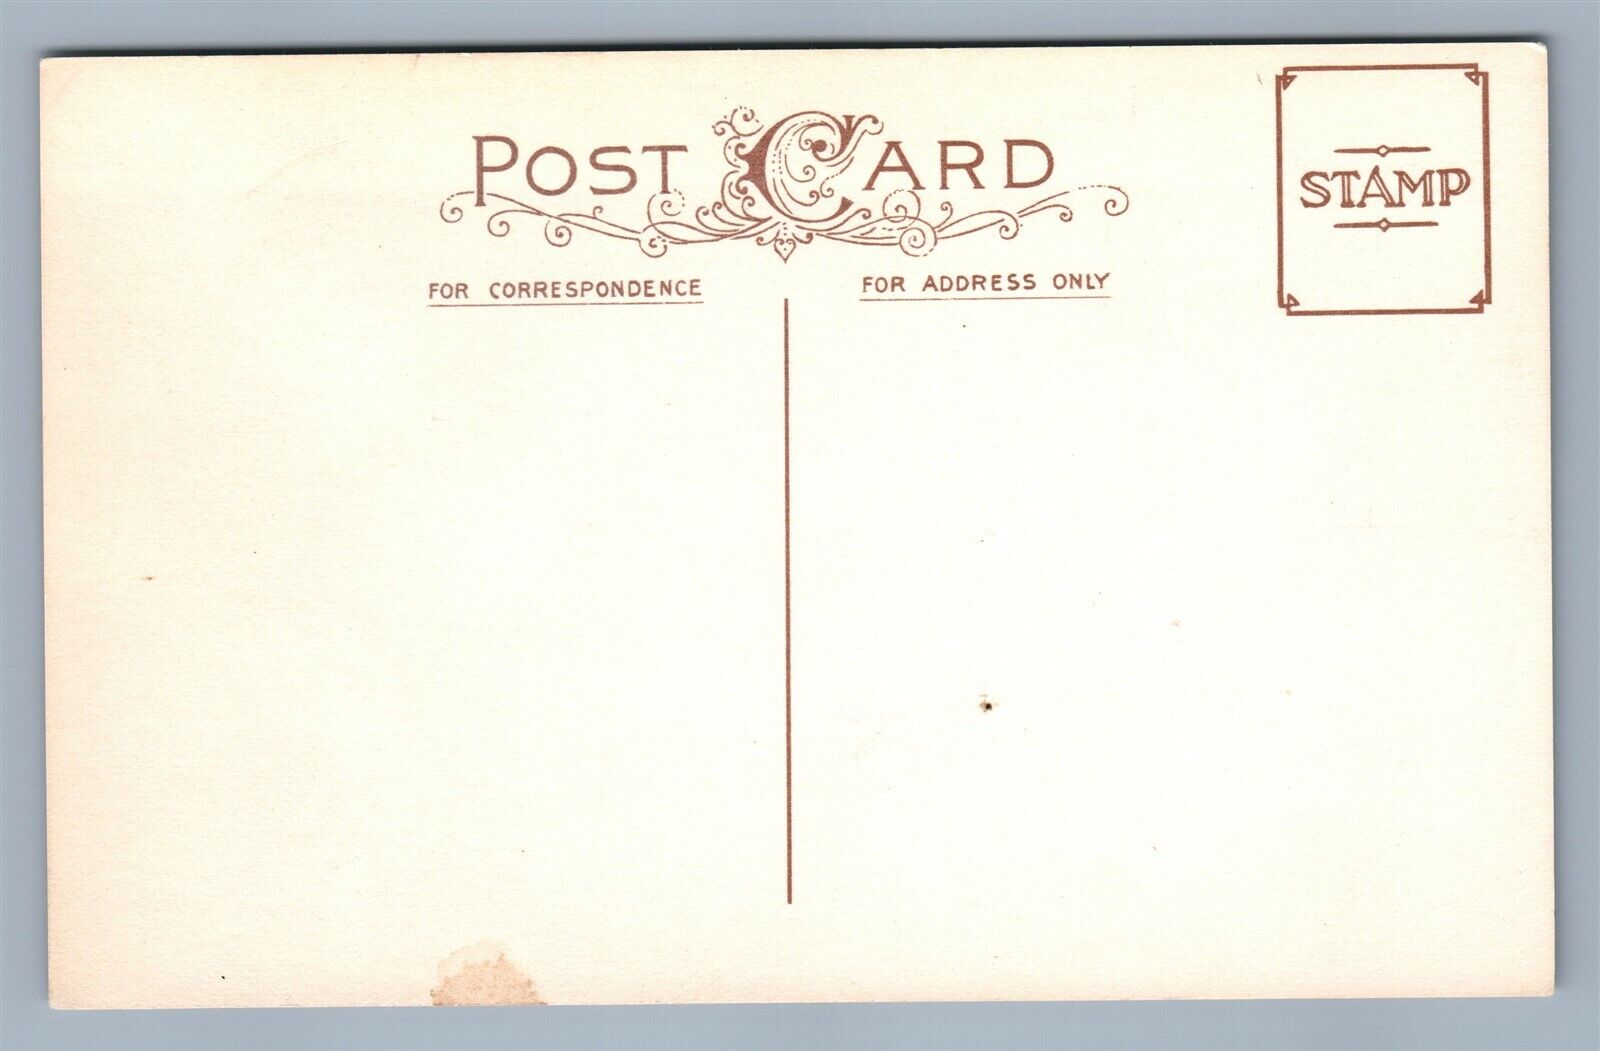 POST CARD
STAMP
FOR CORRESPONDENCE
FOR ADDRESS ONLY